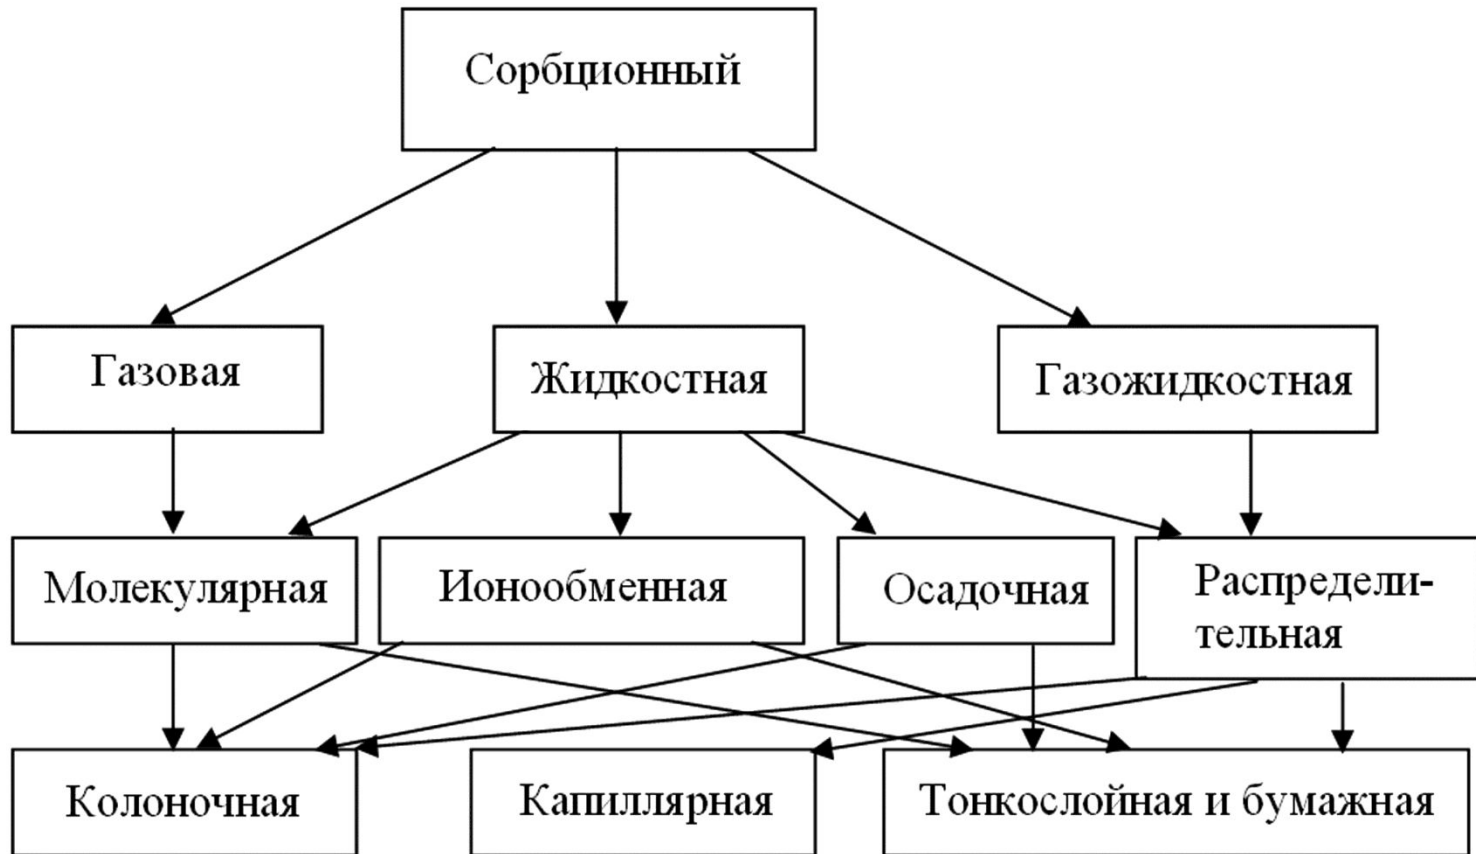 Сорбционный
Газовая
Жидкостная
Газожидкостная
Молекулярная
Ионообменная
Осадочная
Распредели-
тельная
Колоночная
Капиллярная
Тонкослойная и бумажная